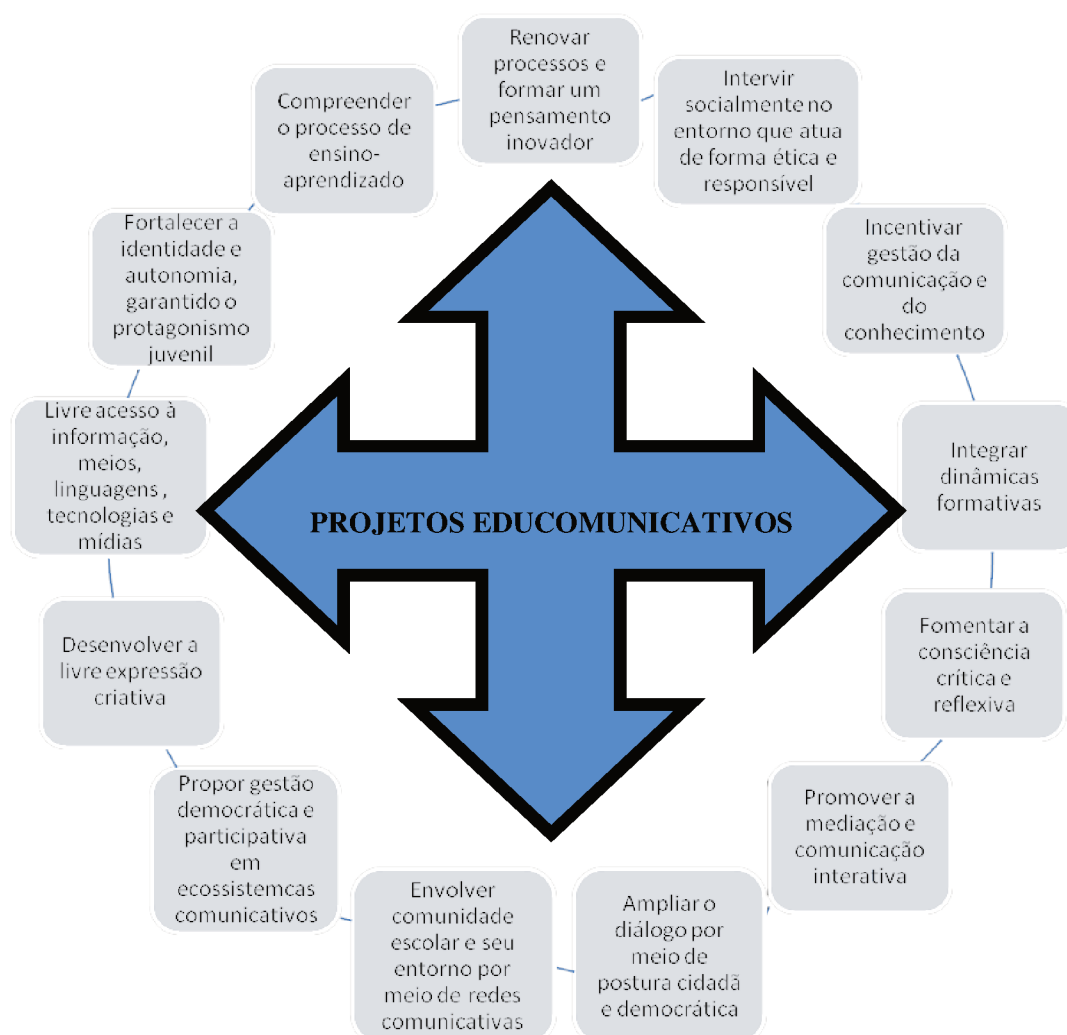 Renovar
processos e
formar um
pensamento
inovador
Intervir
socialmente no
entorno que atua
de forma ética e
responsível
Incentivar
gestão da
comunicação e
do
conhecimento
Integrar
dinâmicas
formativas
Fomentar a
consciência
crítica e
reflexiva
Promover a
mediação e
comunicação
interativa
Ampliar o
diálogo por
meio de
postura cidadã
e democrática
Envolver
comunidade
escolar e seu
entorno por
meio de redes
comunicativas
Propor gestão
democrática e
participativa
em
ecossistemcas
comunicativos
Desenvolver a
livre expressão
criativa
Livre acesso à
informação,
meios,
linguagens ,
tecnologias e
mídias
Fortalecer a
identidade e
autonomia,
garantido o
protagonismo
juvenil
Compreender
o processo de
ensino-
aprendizado
PROJETOS EDUCOMUNICATIVOS